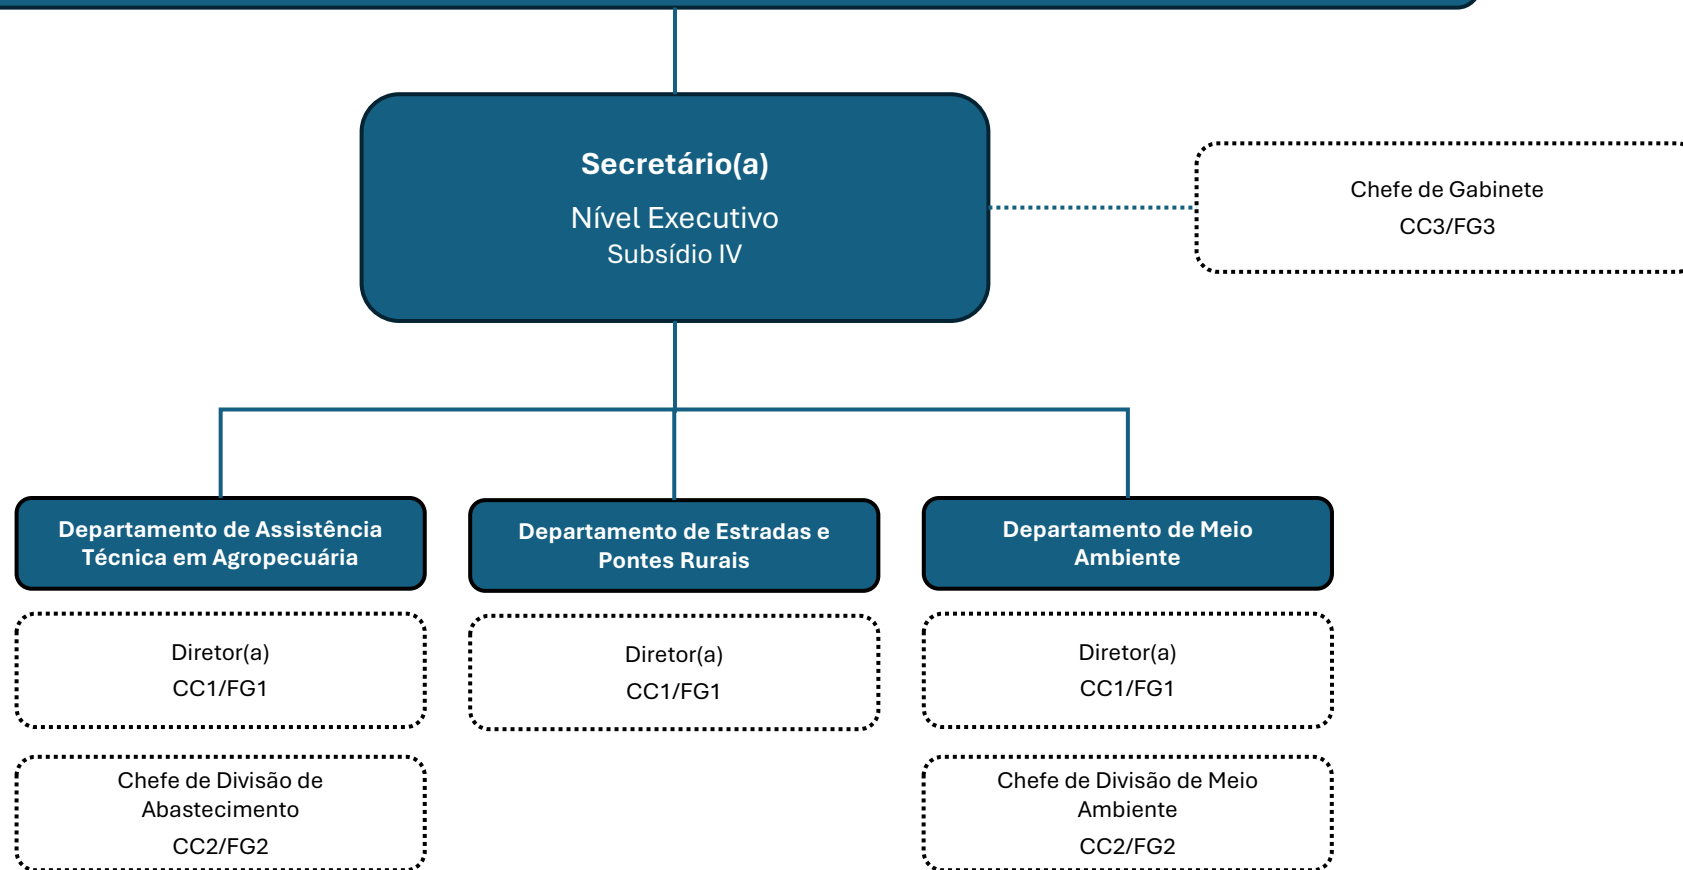 Secretário(a)
Nível Executivo
Subsídio IV
Chefe de Gabinete
CC3/FG3
Departamento de Assistência
Técnica em Agropecuária
Departamento de Estradas e
Pontes Rurais
Departamento de Meio
Ambiente
Diretor(a)
CC1/FG1
Diretor(a)
CC1/FG1
Diretor(a)
CC1/FG1
Chefe de Divisão de
Abastecimento
CC2/FG2
Chefe de Divisão de Meio
Ambiente
CC2/FG2